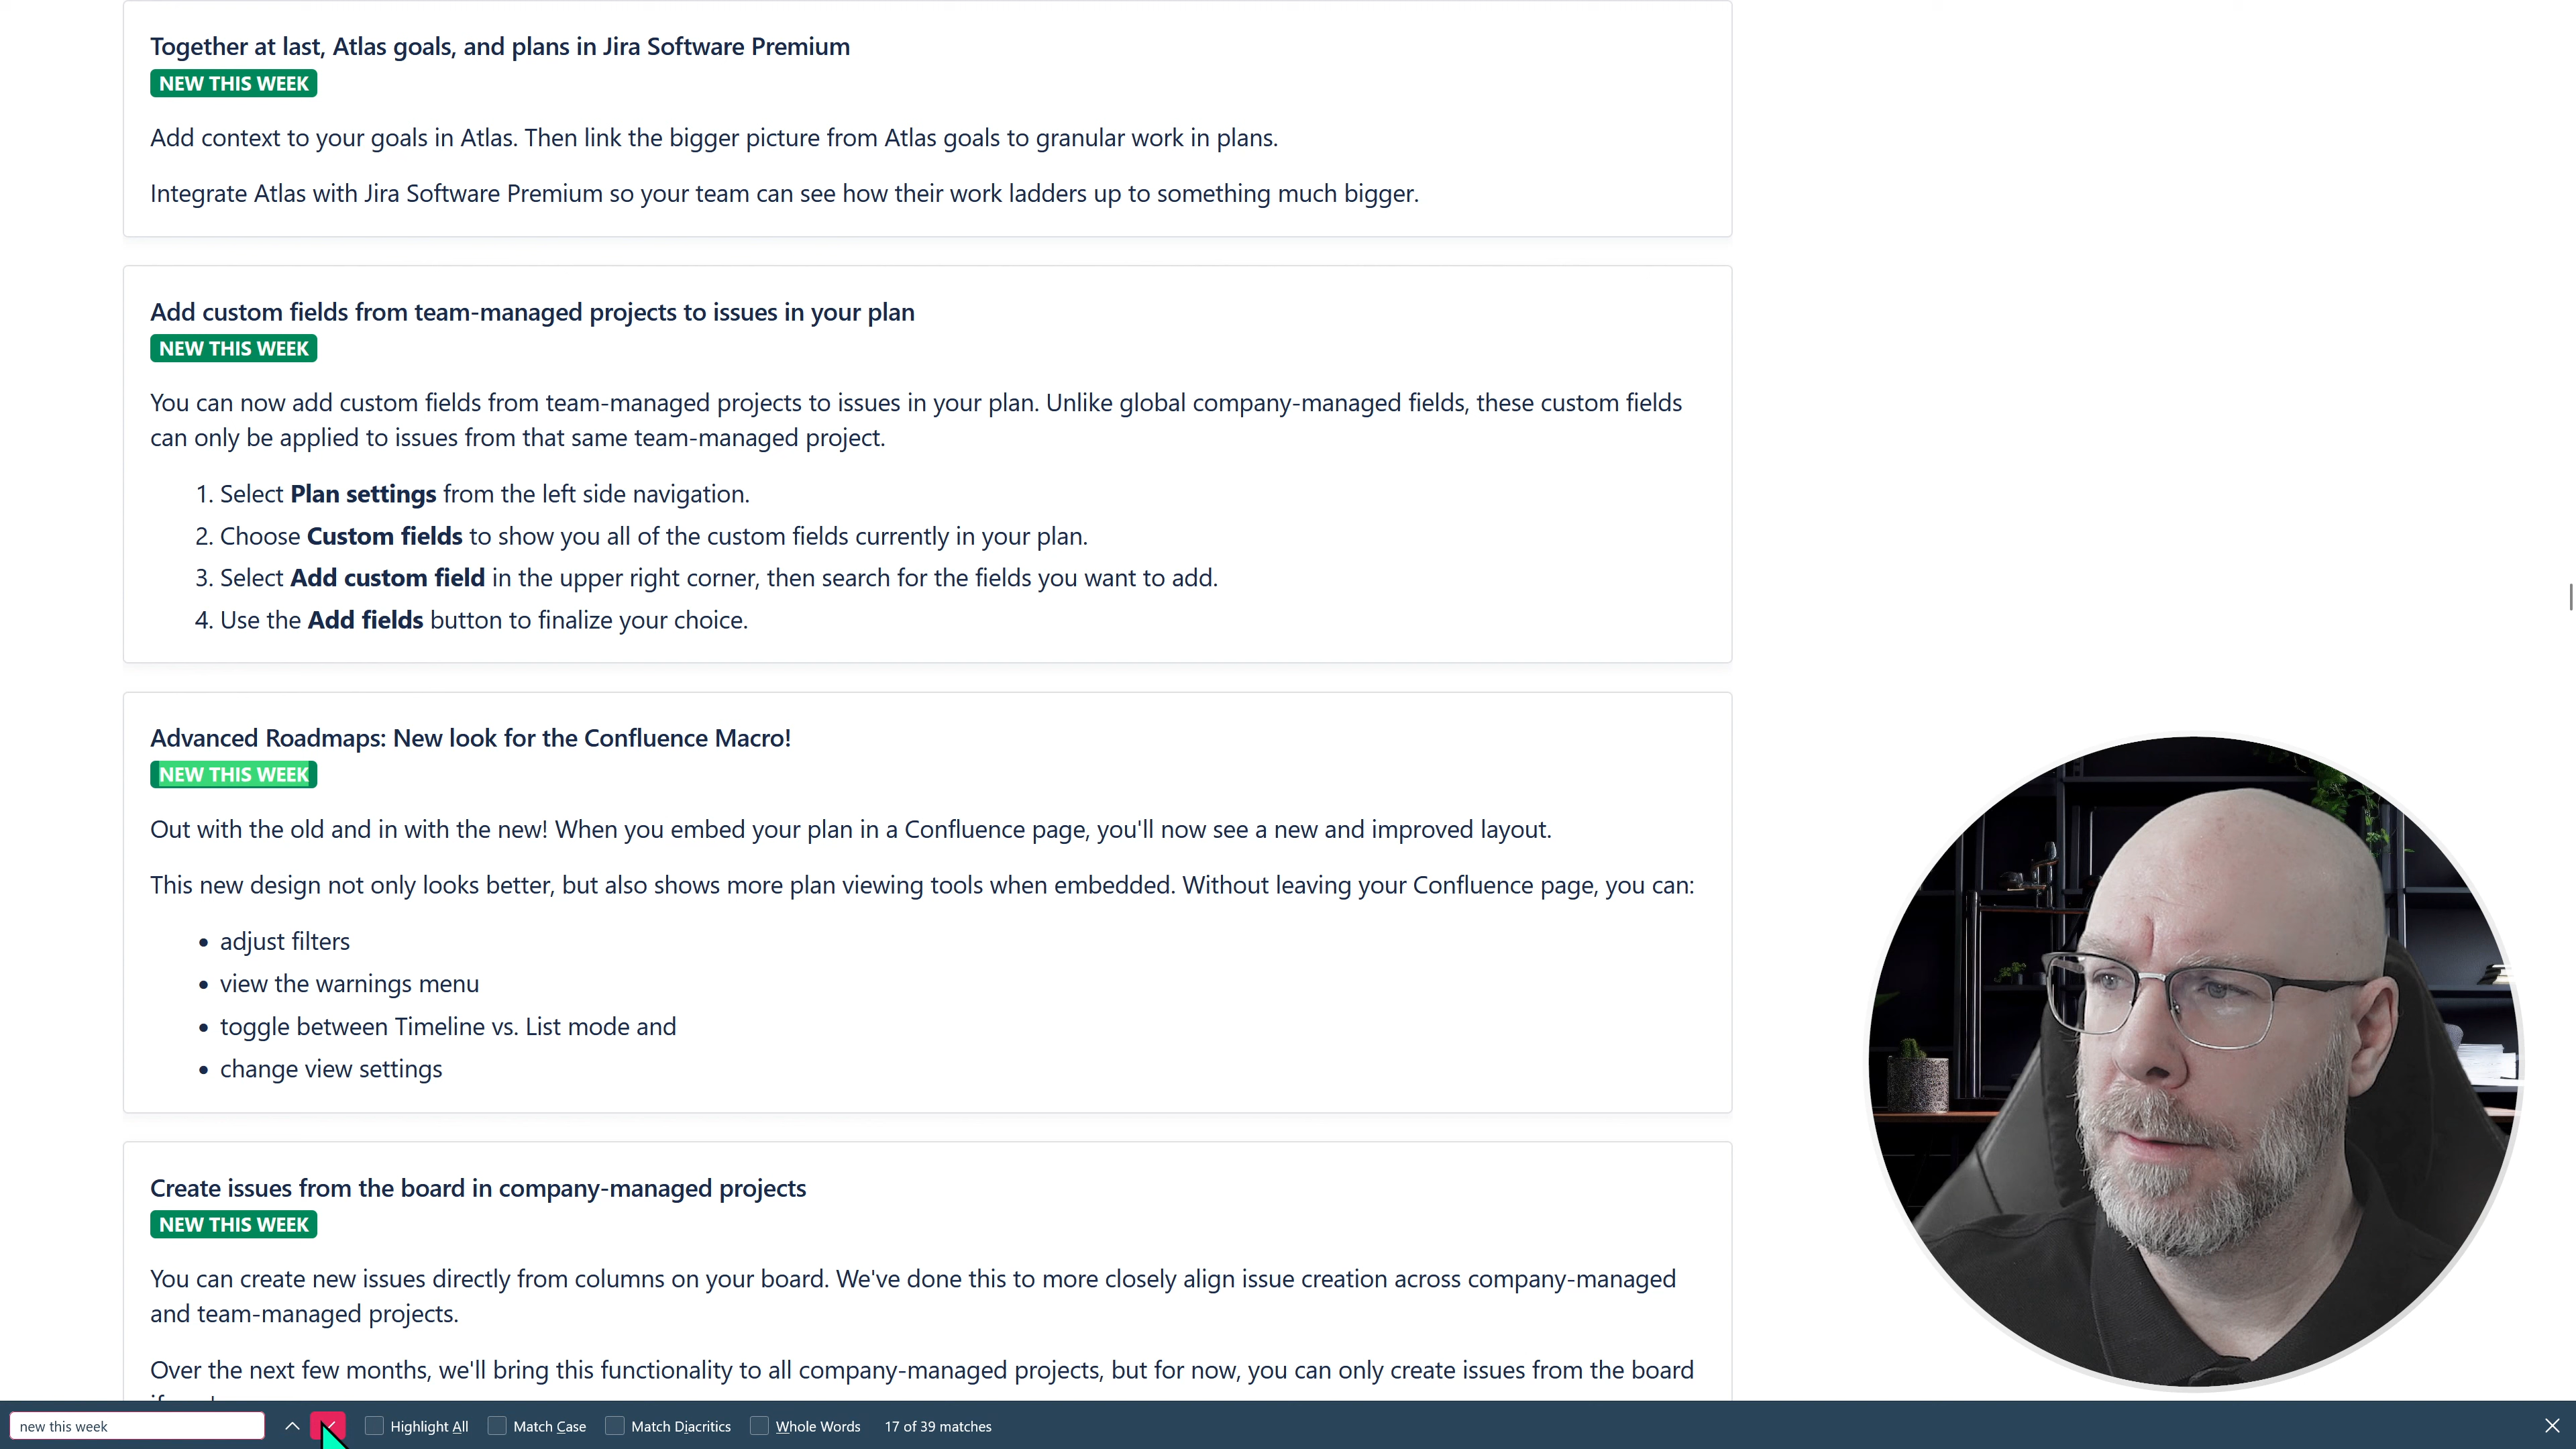 Together at last, Atlas goals, and plans in Jira Software Premium
NEW THIS WEEK
Add context to your goals in Atlas. Then link the bigger picture from Atlas goals to granular work in plans.
Integrate Atlas with Jira Software Premium so your team can see how their work ladders up to something much bigger.
Add custom fields from team-managed projects to issues in your plan
NEW THIS WEEK
You can now add custom fields from team-managed projects to issues in your plan. Unlike global company-managed fields, these custom fields
can only be applied to issues from that same team-managed project.
1. Select Plan settings from the left side navigation.
2. Choose Custom fields to show you all of the custom fields currently in your plan.
3. Select Add custom field in the upper right corner, then search for the fields you want to add.
4. Use the Add fields button to finalize your choice.
Advanced Roadmaps: New look for the Confluence Macro!
NEW THIS WEEK
Out with the old and in with the new! When you embed your plan in a Confluence page, you'll now see a new and improved layout.
This new design not only looks better, but also shows more plan viewing tools when embedded. Without leaving your Confluence page, you can:
• adjust filters
• view the warnings menu
• toggle between Timeline vs. List mode and
• change view settings
Create issues from the board in company-managed projects
NEW THIS WEEK
You can create new issues directly from columns on your board. We've done this to more closely align issue creation across company-managed
and team-managed projects.
Over the next few months, we'll bring this functionality to all company-managed projects, but for now, you can only create issues from the board
new this week
Highlight All
Match Case
Match Diacritics
Whole Words
17 of 39 matches